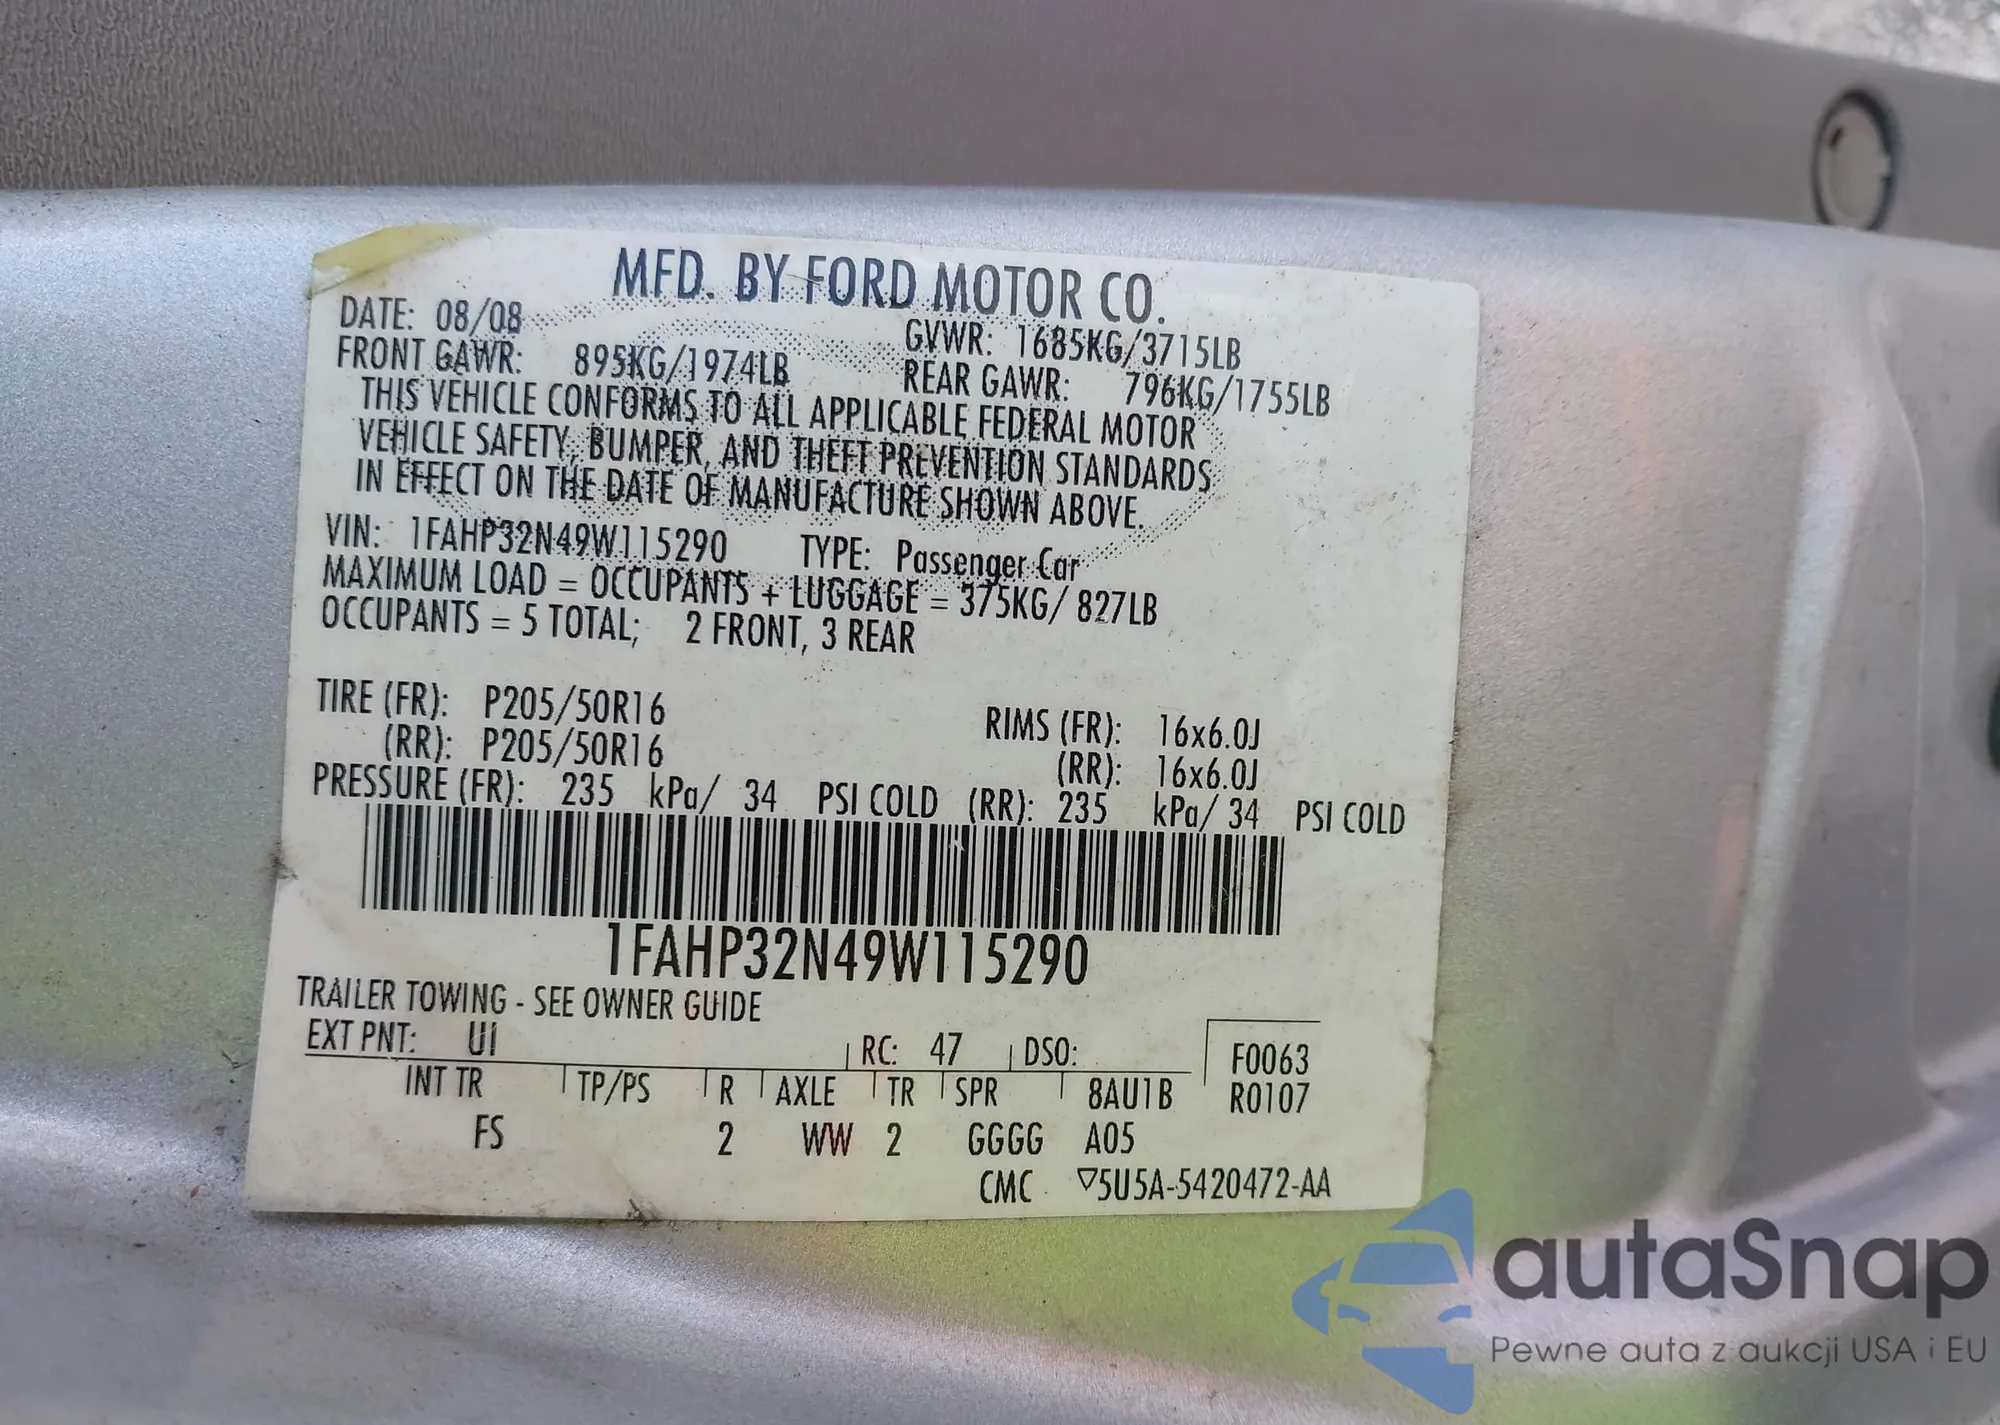 MFD. BY FORD MOTOR CO.
DATE: 08/08 GVWR: 1685KG/3715LB
FRONT GAWR: 895KG/1974LB REAR GAWR: 796KG/1755LB
THIS VEHICLE CONFORMS TO ALL APPLICABLE FEDERAL MOTOR
VEHICLE SAFETY, BUMPER, AND THEFT PREVENTION STANDARDS
IN EFFECT ON THE DATE OF MANUFACTURE SHOWN ABOVE.
VIN: 1FAHP32N49W115290 TYPE: Passenger Car
MAXIMUM LOAD = OCCUPANTS + LUGGAGE = 375KG/ 827LB
OCCUPANTS = 5 TOTAL; 2 FRONT, 3 REAR
TIRE (FR): P205/50R16 RIMS (FR): 16x6.0J
(RR): P205/50R16 (RR): 16x6.0J
PRESSURE (FR): 235 kPa/ 34 PSI COLD (RR): 235 kPa/ 34 PSI COLD
1FAHP32N49W115290
TRAILER TOWING - SEE OWNER GUIDE
EXT PNT: UI RC: 47 DSO: F0063
INT TR TP/PS R AXLE TR SPR 8AU1B R0107
FS 2 WW 2 GGGG A05
CMC ▽5U5A-5420472-AA
autaSnap
Pewne auta z aukcji USA i EU